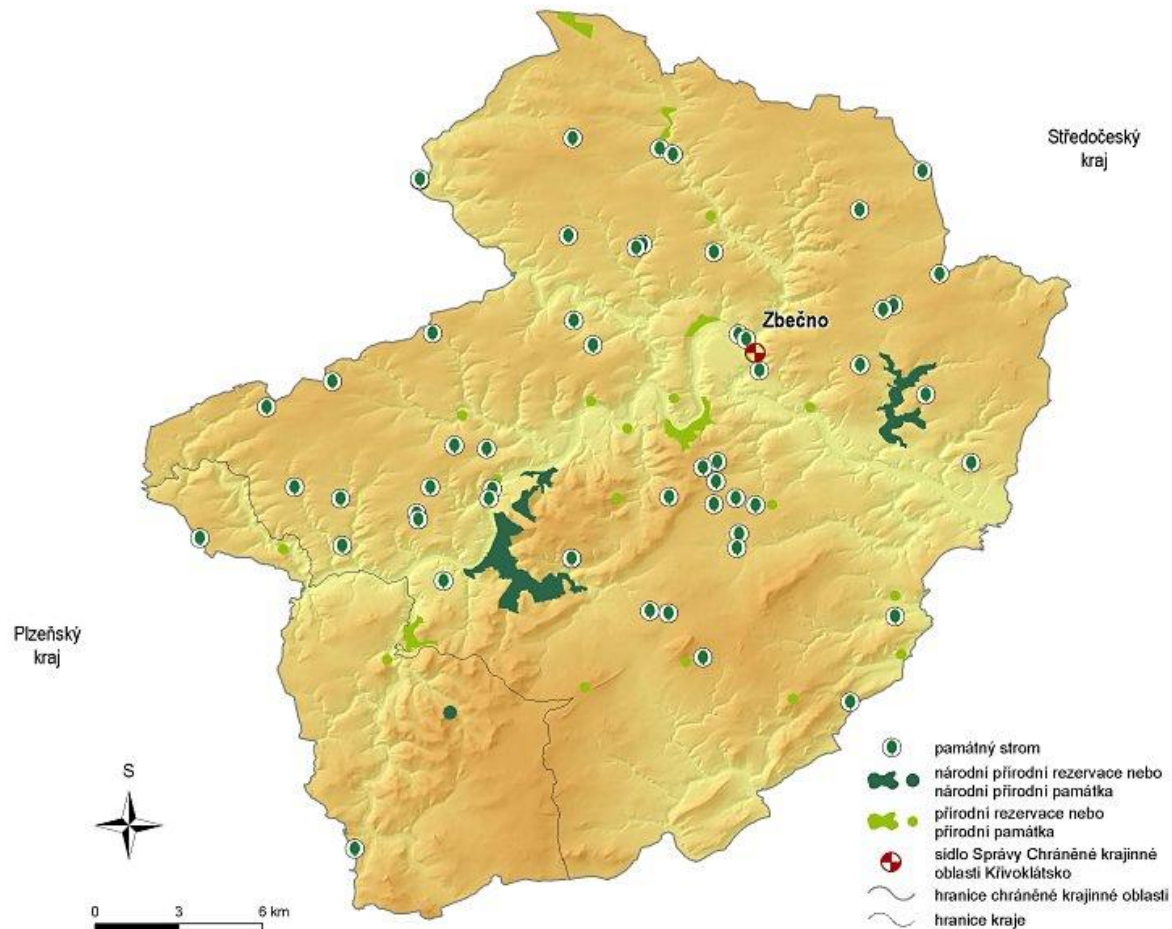 Středočeský
kraj
Zbečno
Plzeňský
kraj
S
0 3 6 km
památný strom
národní přírodní rezervace nebo
národní přírodní památka
přírodní rezervace nebo
přírodní památka
sídlo Správy Chráněné krajinné
oblasti Křivoklátsko
hranice chráněné krajinné oblasti
hranice kraje